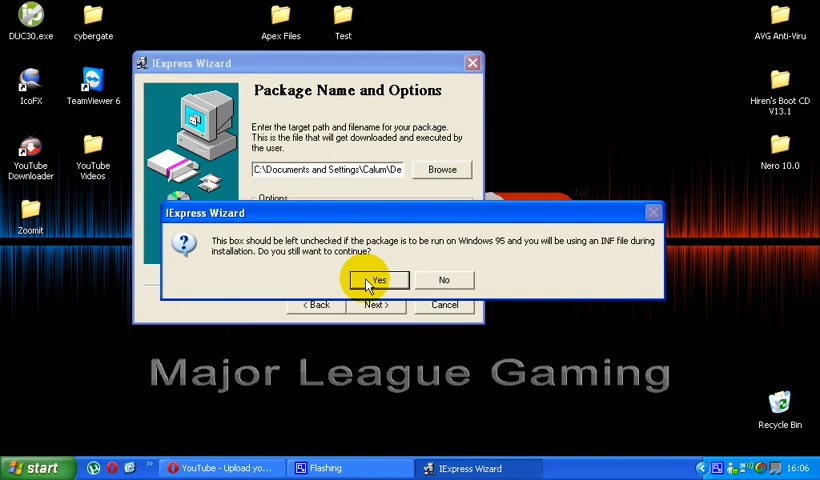 DUC30.exe
cybergate
Apex Files
Test
AVG Anti-Viru
IcoFX
TeamViewer 6
Hiren's Boot CD
V13.1
YouTube
Downloader
YouTube
Videos
Nero 10.0
Zoomit
IExpress Wizard
Package Name and Options
Enter the target path and filename for your package.
This is the file that will get downloaded and executed by
the user.
C:\Documents and Settings\Calum\De
Browse
Options
IExpress Wizard
This box should be left unchecked if the package is to be run on Windows 95 and you will be using an INF file during
installation. Do you still want to continue?
Yes
No
< Back
Next >
Cancel
Major League Gaming
Recycle Bin
start
YouTube - Upload yo...
Flashing
IExpress Wizard
16:06